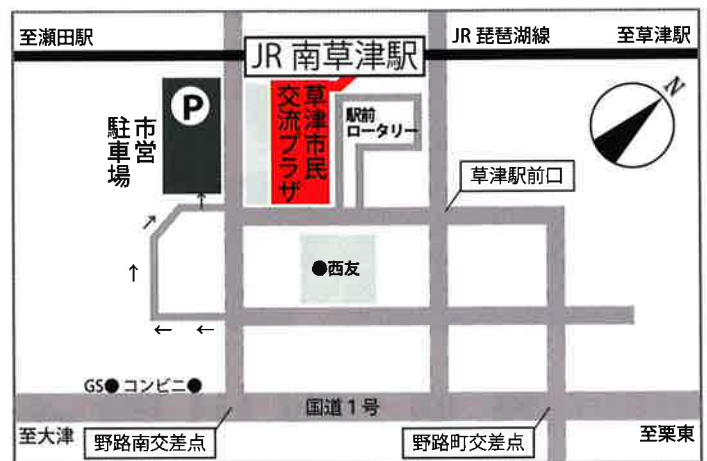 至瀬田駅
JR 琵琶湖線
至草津駅
JR 南草津駅
N
P
市営
駐車場
草津市民
交流プラザ
駅前
ロータリー
草津駅前口
●西友
GS● コンビニ●
国道1号
至大津
野路南交差点
野路町交差点
至栗東